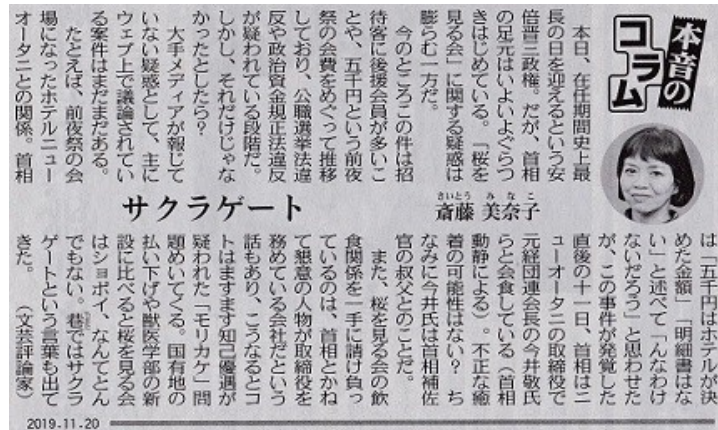 本音の
コラム
斎藤 美奈子
さいとう みなこ
サクラゲート
本日、在任期間史上最
長の日を迎えるという安
倍晋三政権。だが、首相
の足元はいよいよぐらつ
きはじめている。「桜を
見る会」に関する疑惑は
膨らむ一方だ。
今のところこの件は招
待客に後援会員が多いこ
とや、五千円という前夜
祭の会費をめぐって推移
しており、公職選挙法違
反や政治資金規正法違反
が疑われている段階だ。
しかし、それだけじゃな
かったとしたら？
大手メディアが報じて
いない疑惑として、主に
ウェブ上で議論されてい
る案件はまだまだある。
たとえば、前夜祭の会
場になったホテルニュー
オータニとの関係。首相
は「五千円はホテルが決
めた金額」「明細書はな
い」と述べて「んなわけ
ないだろう」と思わせた
が、この事件が発覚した
直後の十一日、首相はニ
ューオータニの取締役で
元経団連会長の今井敬氏
らと会食している（首相
動静による）。不正な癒
着の可能性はない？　ち
なみに今井氏は首相補佐
官の叔父とのことだ。
また、桜を見る会の飲
食関係を一手に請け負っ
ているのは、首相とかね
て懇意の人物が取締役を
務めている会社だという
話もあり、こうなるとコ
トはますます知己優遇が
疑われた「モリカケ」問
題めいてくる。国有地の
払い下げや獣医学部の新
設に比べると桜を見る会
はショボイ、なんてとん
でもない。巷ではサクラ
ゲートという言葉も出て
きた。　（文芸評論家）
2019.11.20